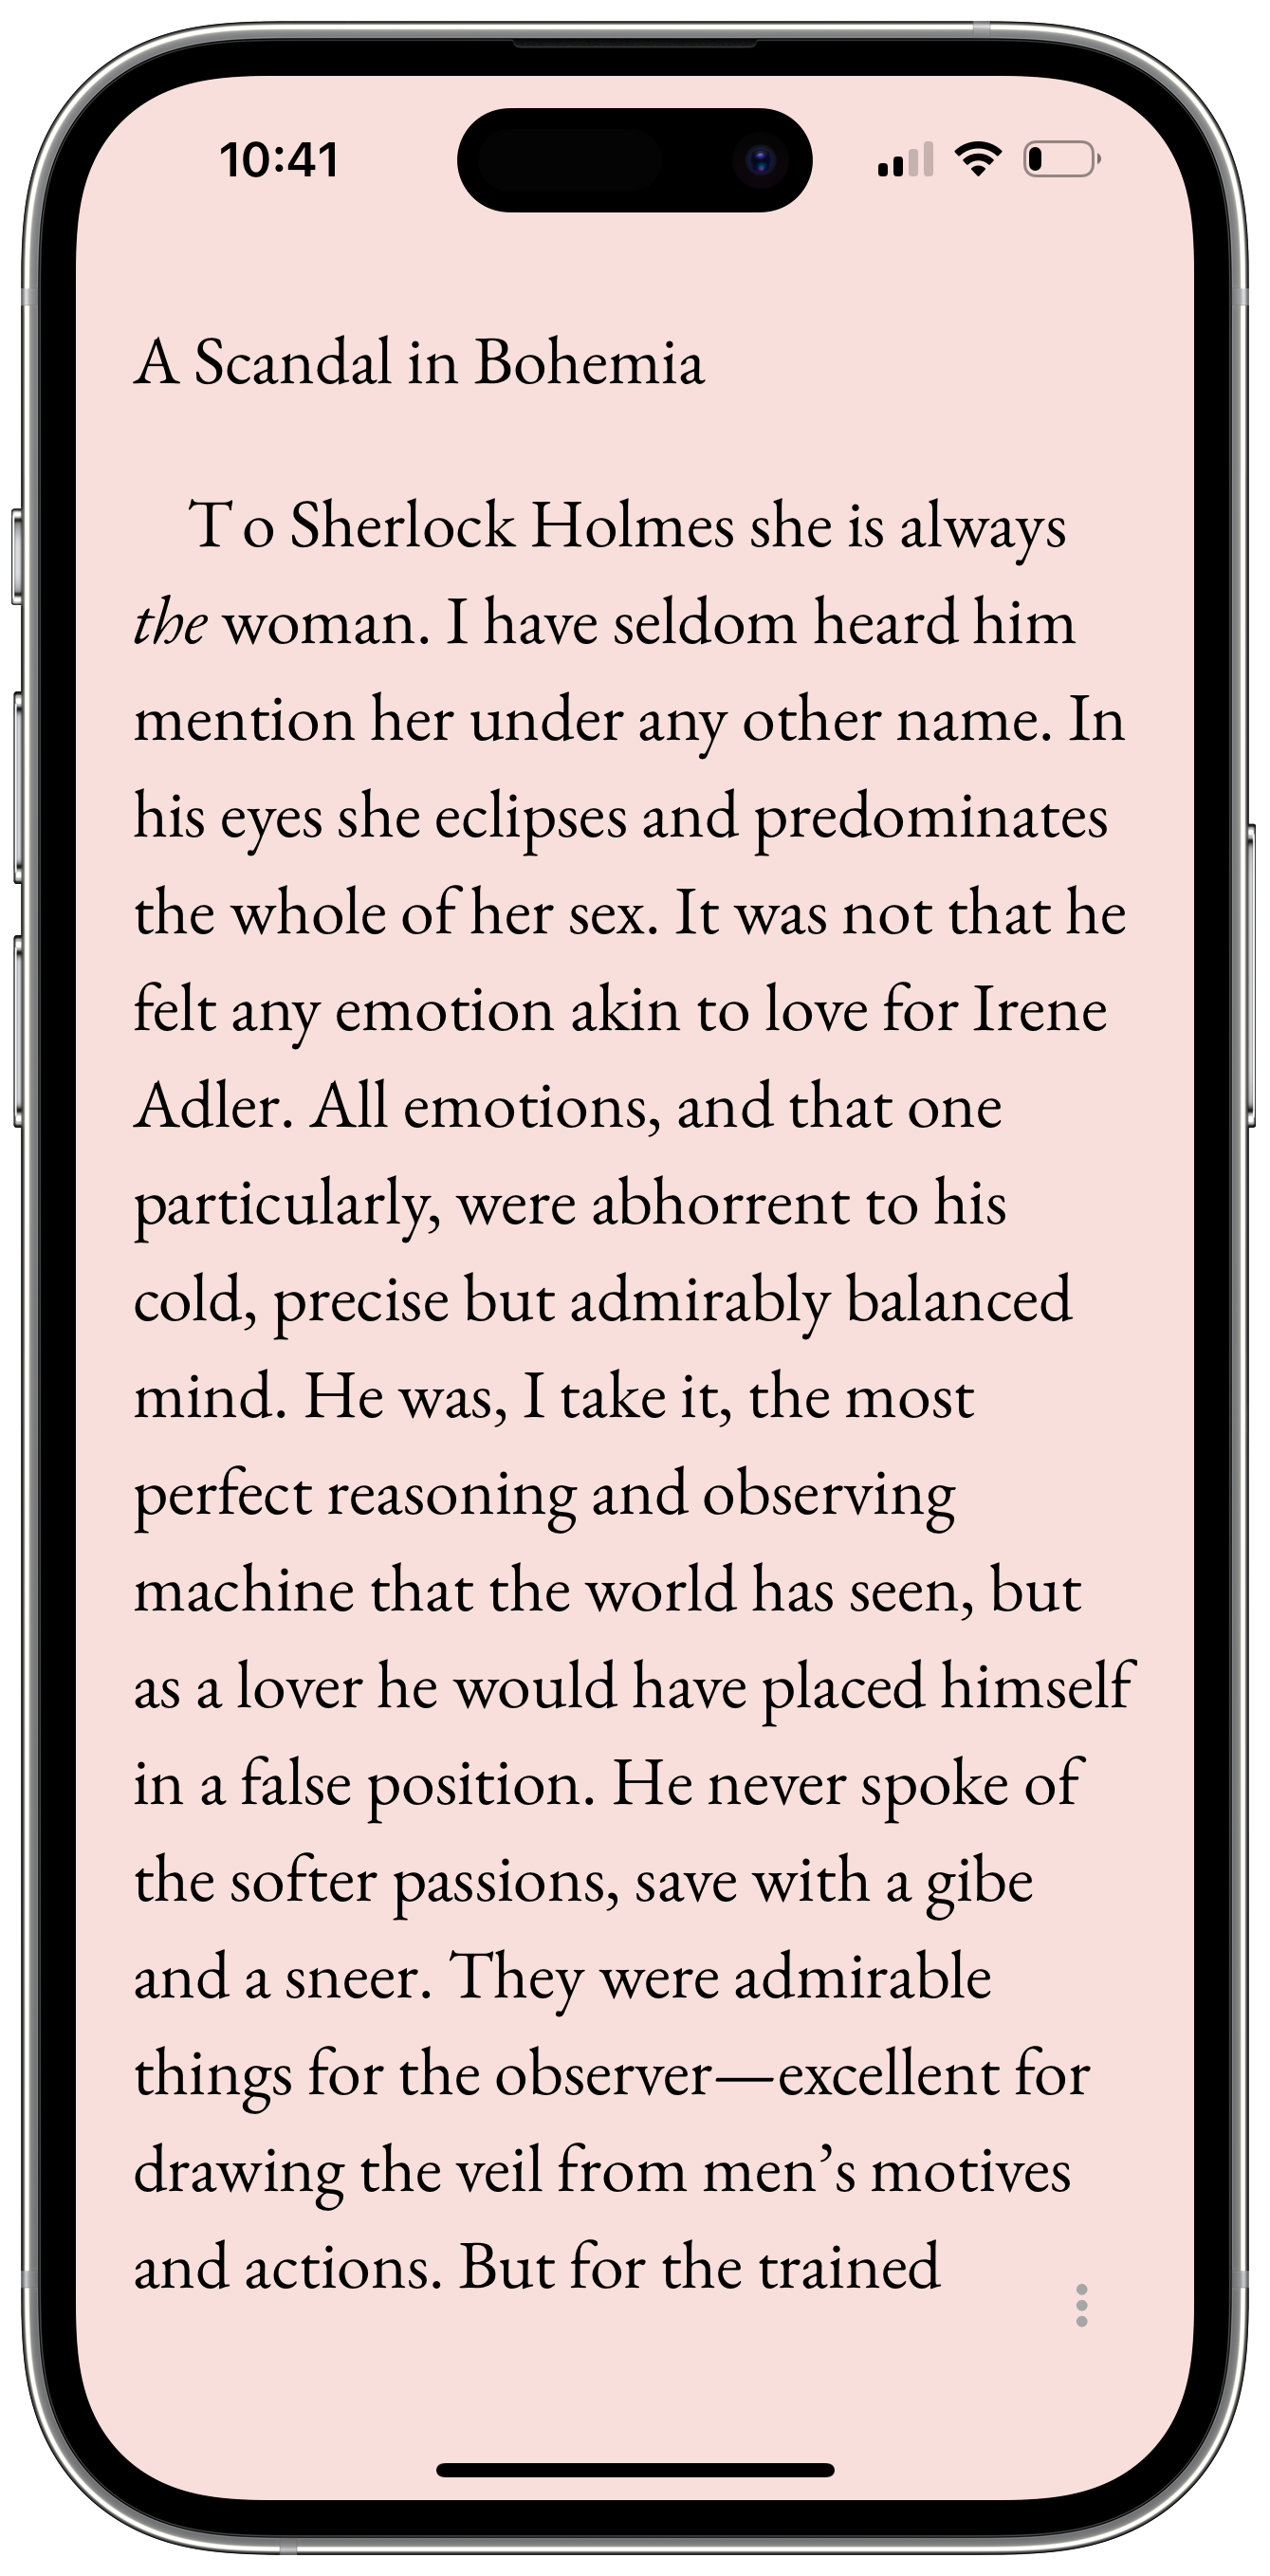 10:41
A Scandal in Bohemia
To Sherlock Holmes she is always
the woman. I have seldom heard him
mention her under any other name. In
his eyes she eclipses and predominates
the whole of her sex. It was not that he
felt any emotion akin to love for Irene
Adler. All emotions, and that one
particularly, were abhorrent to his
cold, precise but admirably balanced
mind. He was, I take it, the most
perfect reasoning and observing
machine that the world has seen, but
as a lover he would have placed himself
in a false position. He never spoke of
the softer passions, save with a gibe
and a sneer. They were admirable
things for the observer—excellent for
drawing the veil from men’s motives
and actions. But for the trained